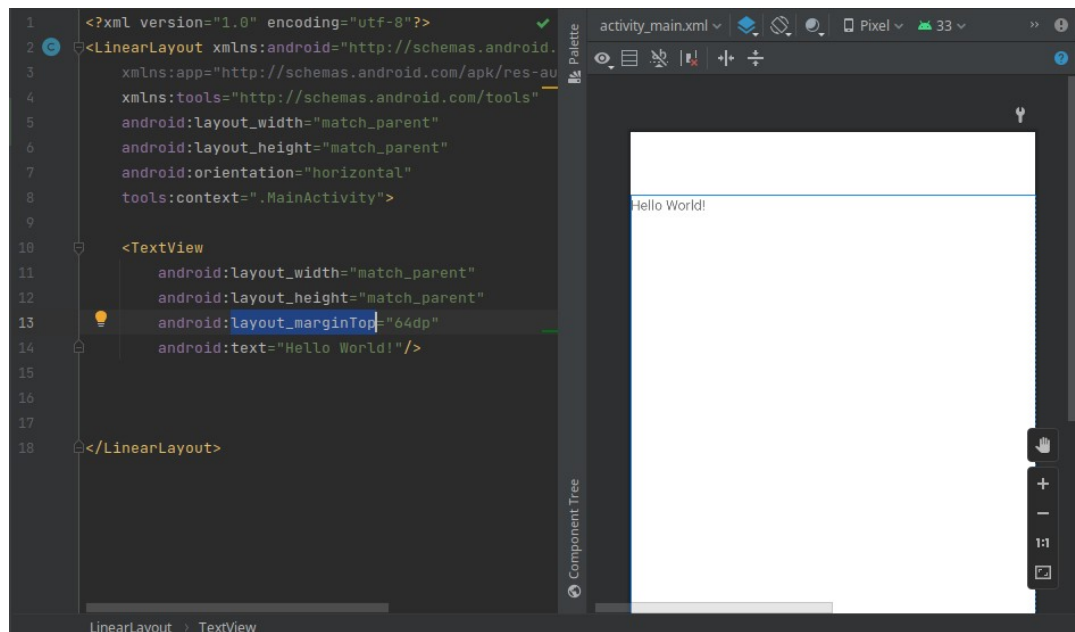 activity_main.xml
Pixel
33
Palette
1 <?xml version="1.0" encoding="utf-8"?>
2 C <LinearLayout xmlns:android="http://schemas.android.
3 xmlns:app="http://schemas.android.com/apk/res-au
4 xmlns:tools="http://schemas.android.com/tools"
5 android:layout_width="match_parent"
6 android:layout_height="match_parent"
7 android:orientation="horizontal"
8 tools:context=".MainActivity">
9
10 <TextView
11 android:layout_width="match_parent"
12 android:layout_height="match_parent"
13 android:layout_marginTop="64dp"
14 android:text="Hello World!"/>
15
16
17
18 </LinearLayout>
Hello World!
Component Tree
1:1
LinearLayout > TextView